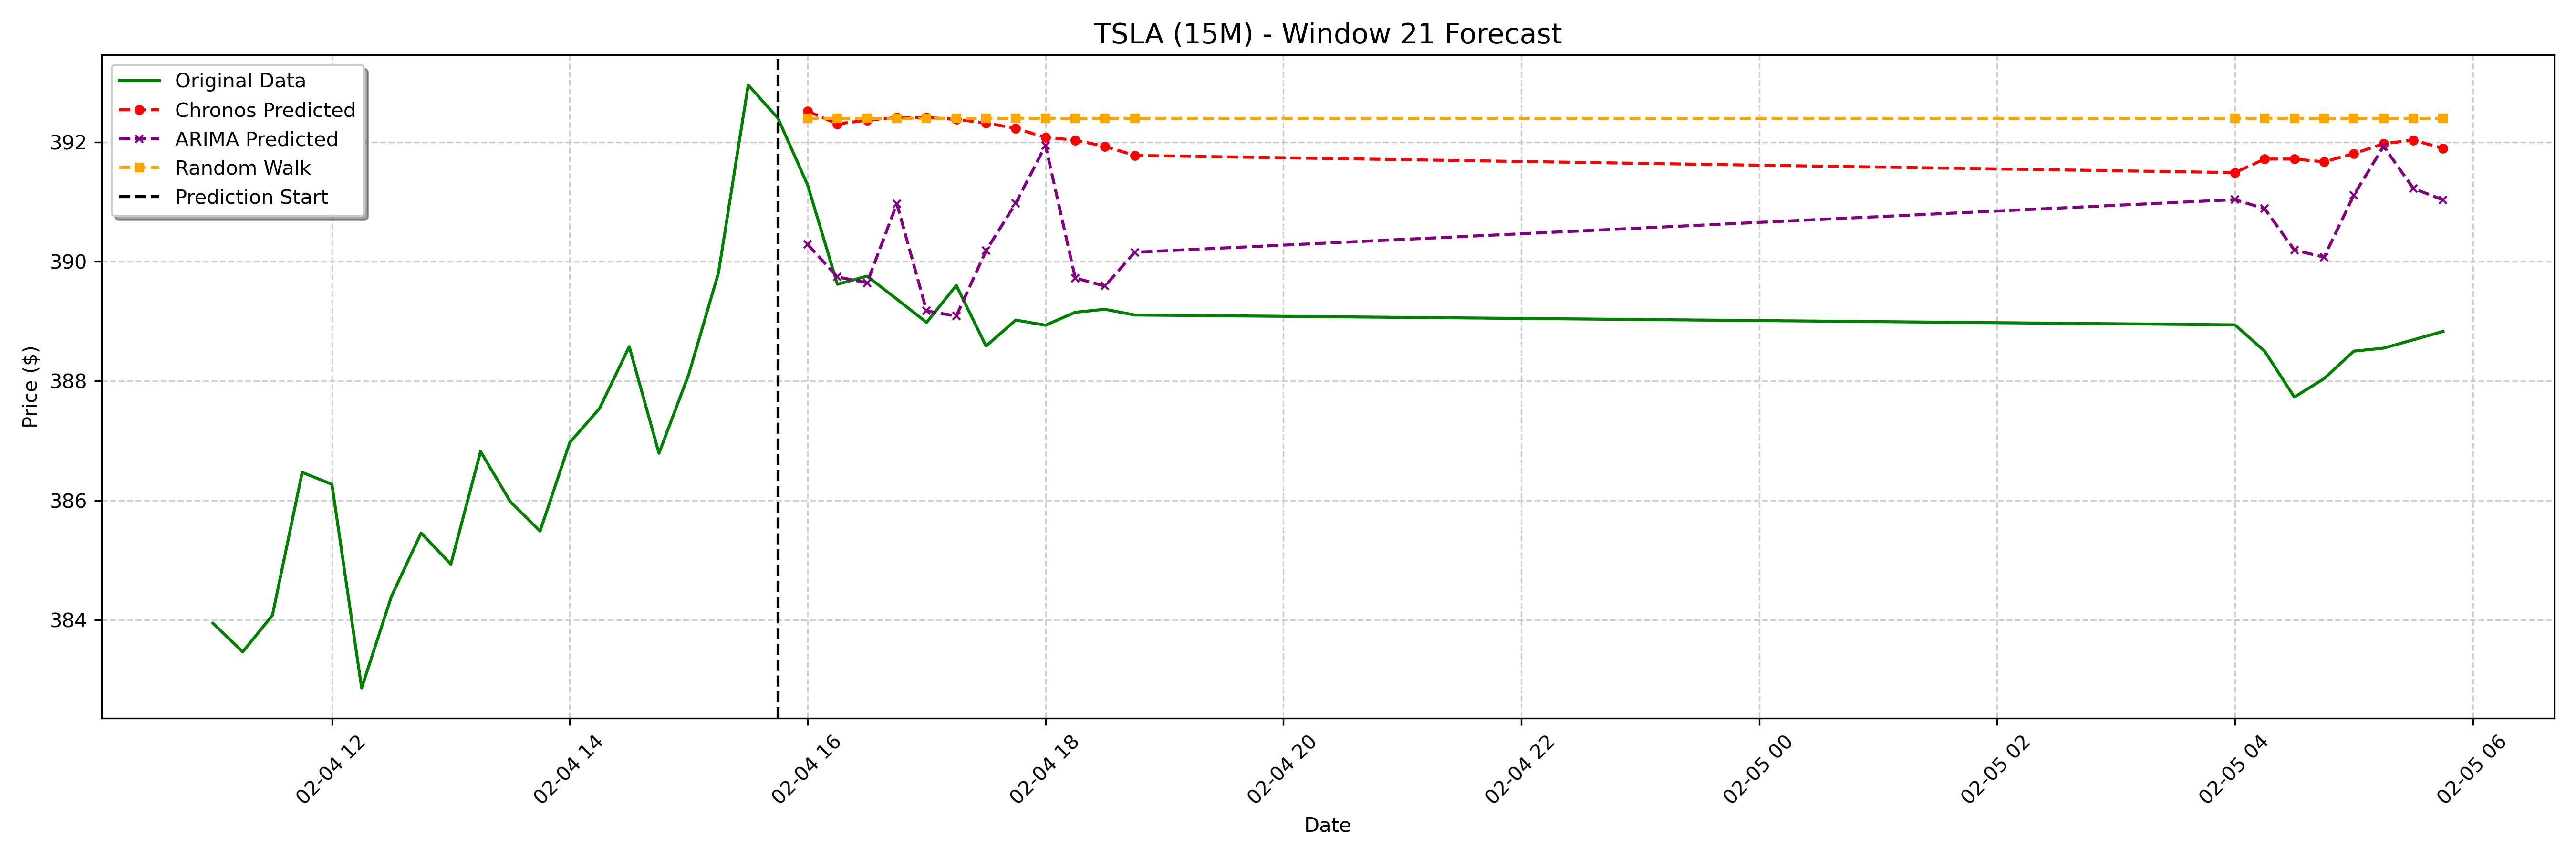 TSLA (15M) - Window 21 Forecast
Original Data
Chronos Predicted
ARIMA Predicted
Random Walk
Prediction Start
Price ($)
392
390
388
386
384
02-04 12
02-04 14
02-04 16
02-04 18
02-04 20
02-04 22
02-05 00
02-05 02
02-05 04
02-05 06
Date